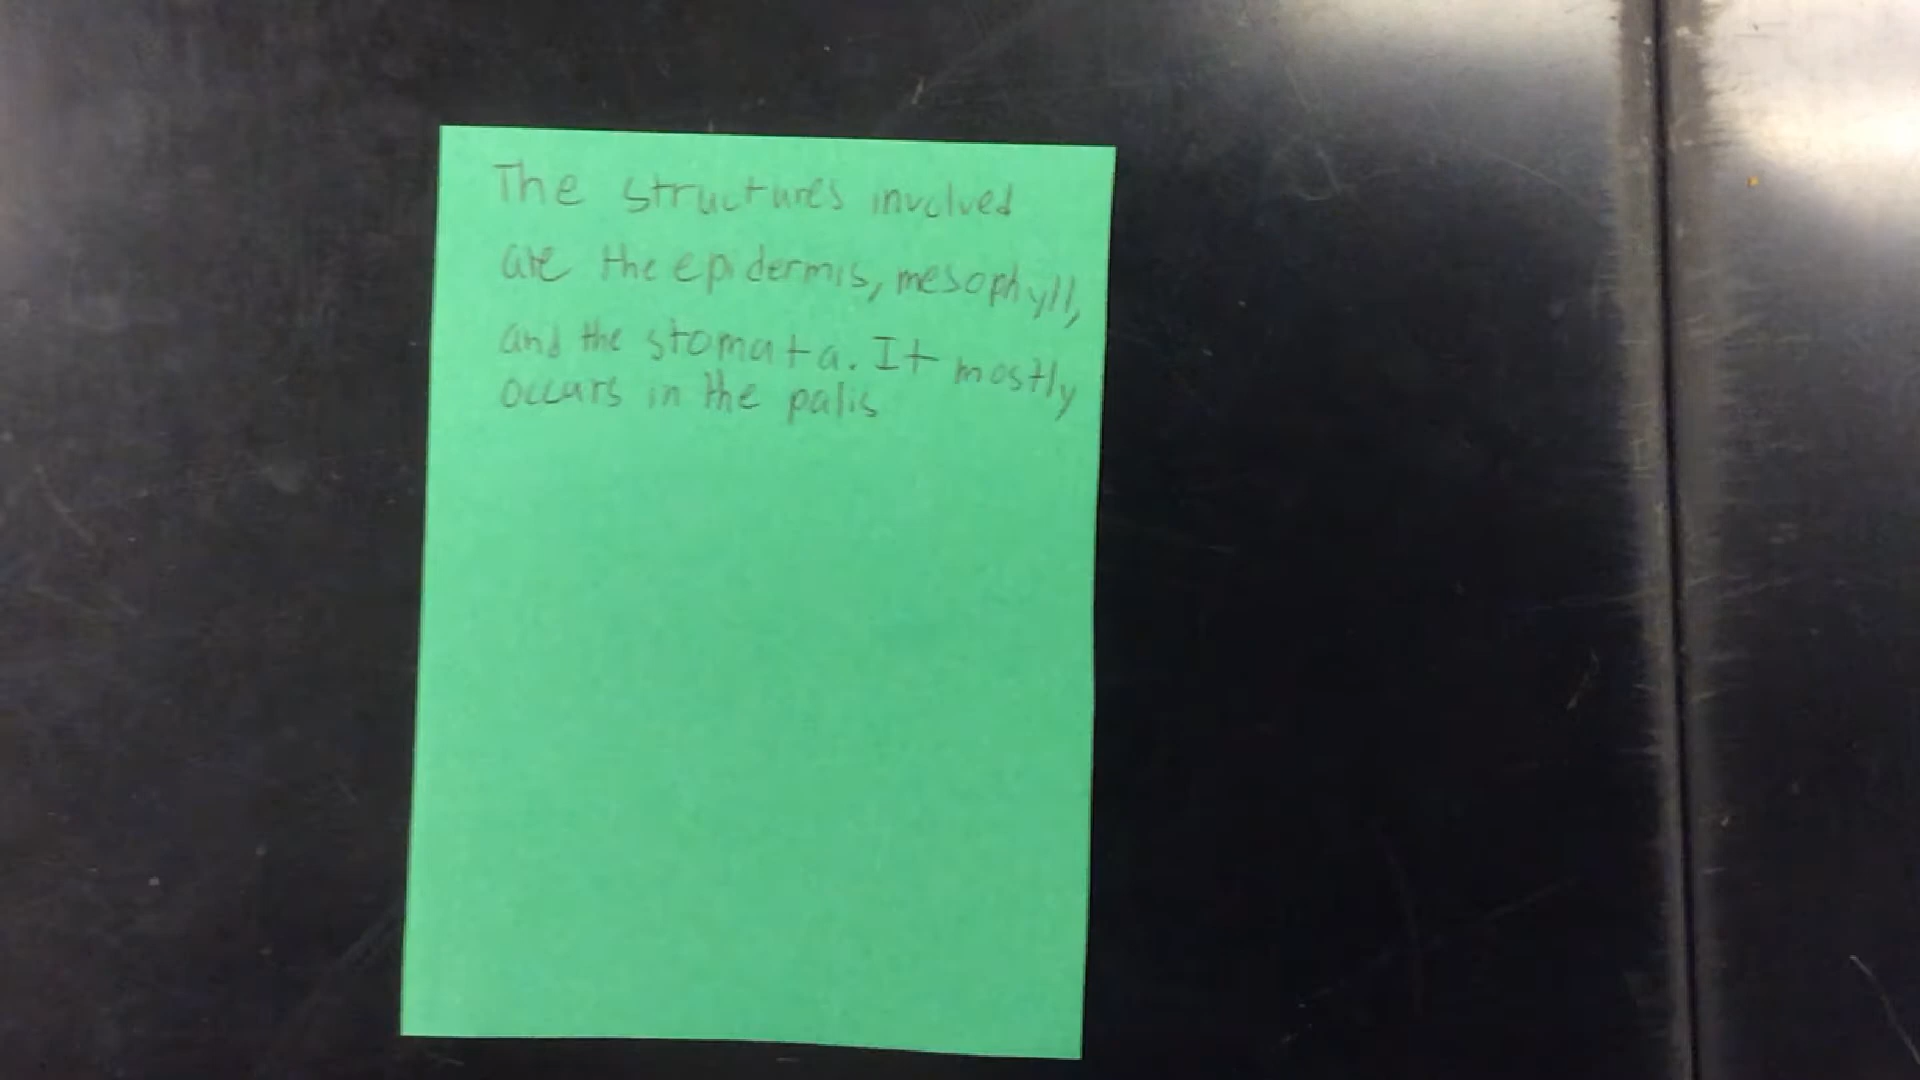 The structures involved
are the epidermis, mesophyll,
and the stomata. It mostly
occurs in the palis